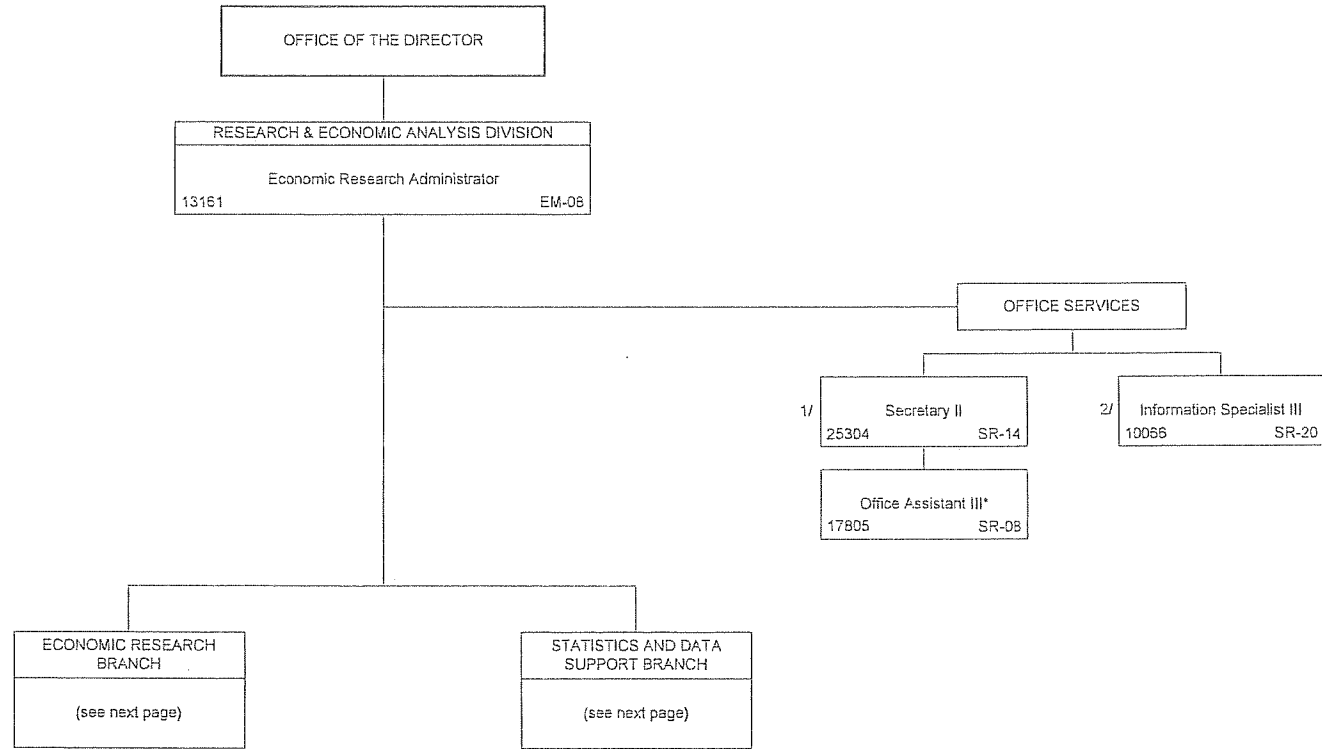 OFFICE OF THE DIRECTOR
RESEARCH & ECONOMIC ANALYSIS DIVISION
Economic Research Administrator
13161 EM-08
OFFICE SERVICES
1/ Secretary II
25304 SR-14
2/ Information Specialist III
10066 SR-20
Office Assistant III*
17805 SR-08
ECONOMIC RESEARCH
BRANCH
(see next page)
STATISTICS AND DATA
SUPPORT BRANCH
(see next page)